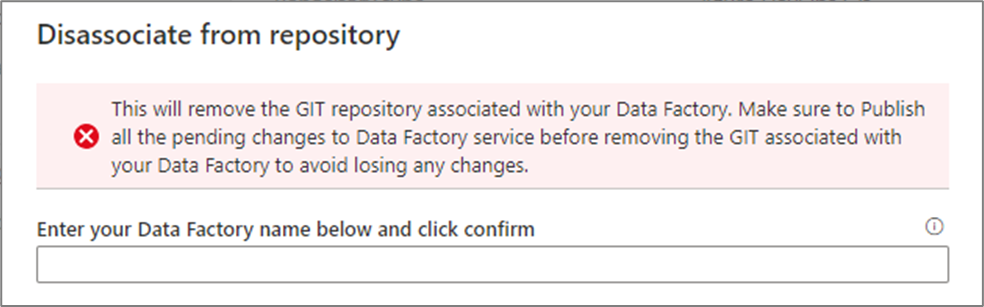 Disassociate from repository
This will remove the GIT repository associated with your Data Factory. Make sure to Publish
all the pending changes to Data Factory service before removing the GIT associated with
your Data Factory to avoid losing any changes.
Enter your Data Factory name below and click confirm